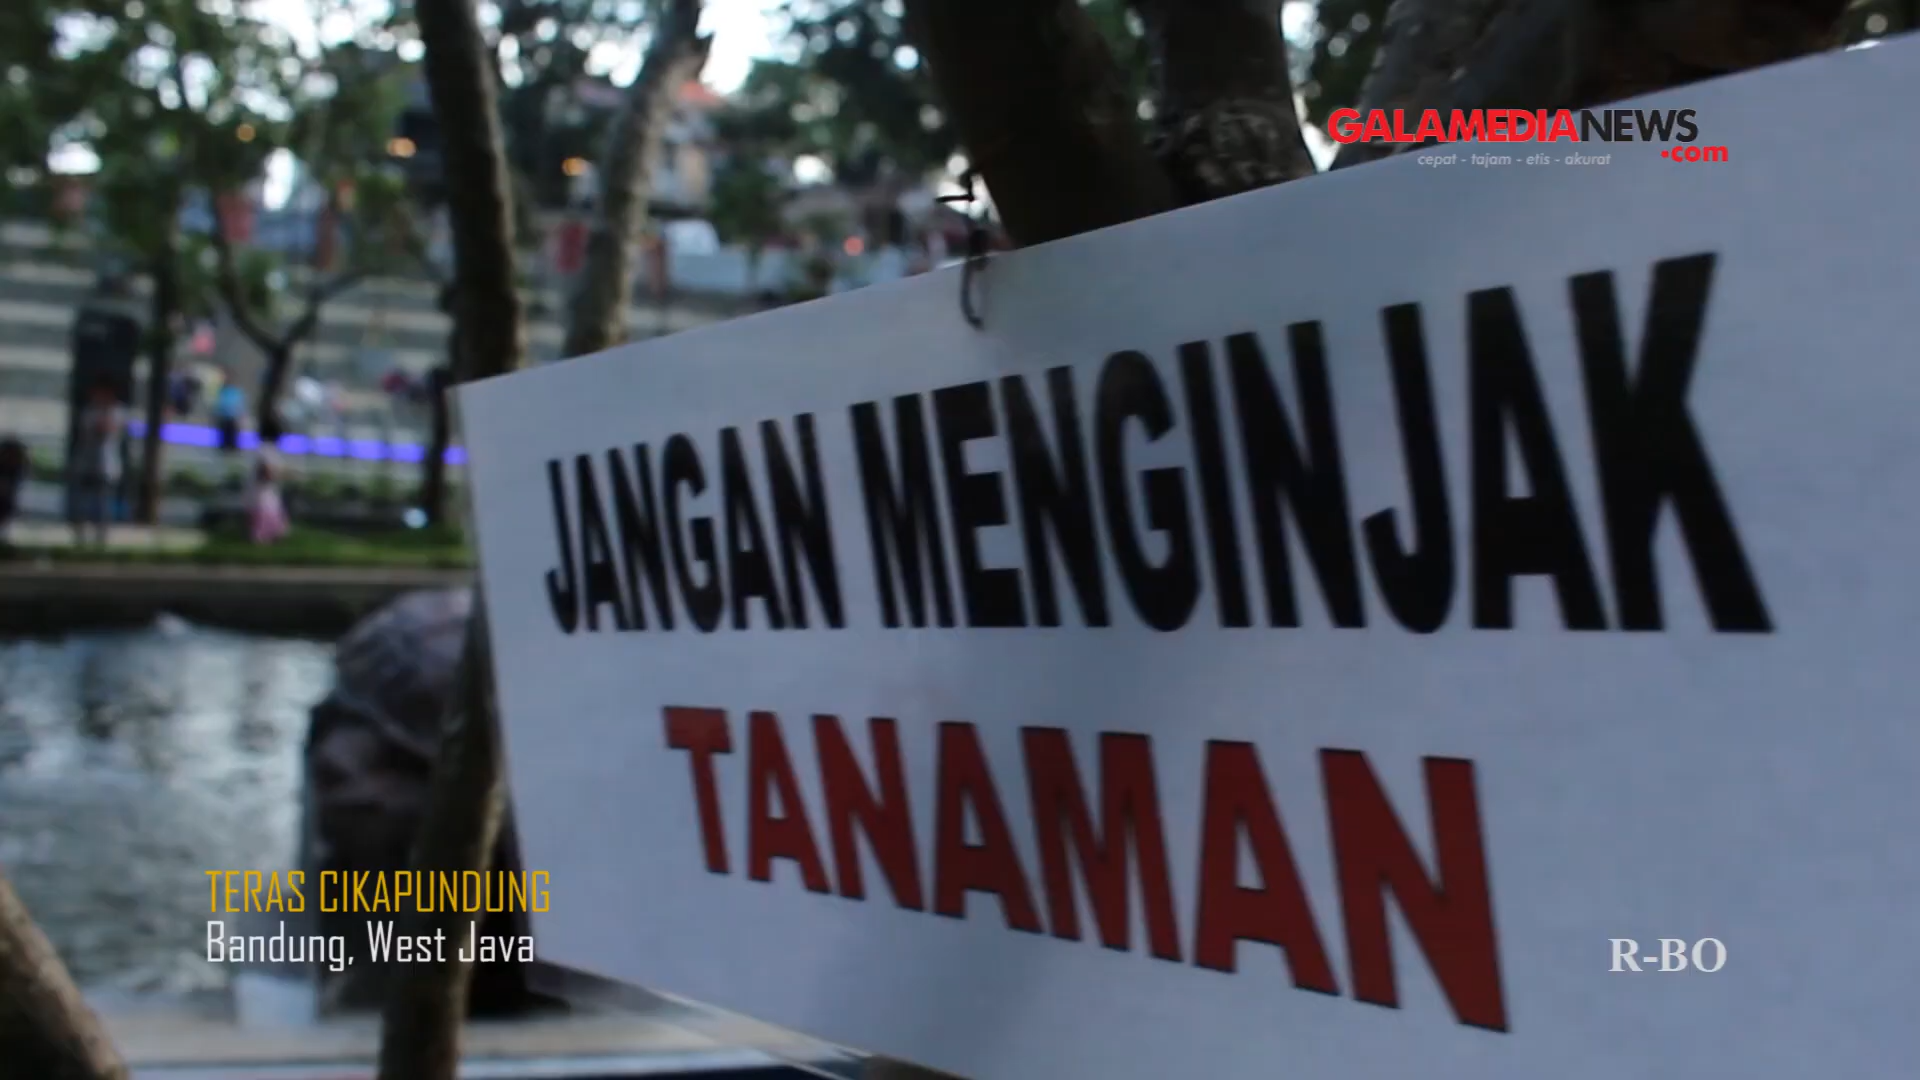 GALAMEDIANEWS
.com
cepat - tajam - etis - akurat
JANGAN MENGINJAK
TANAMAN
TERAS CIKAPUNDUNG
Bandung, West Java
R-BO